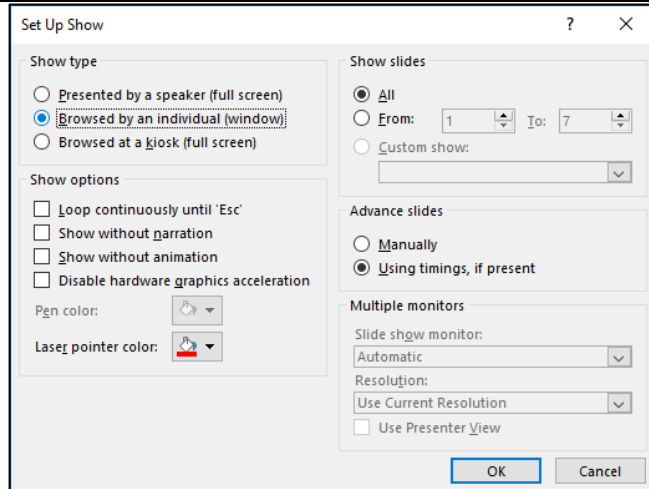 Set Up Show
Show type
Presented by a speaker (full screen)
Browsed by an individual (window)
Browsed at a kiosk (full screen)
Show options
Loop continuously until 'Esc'
Show without narration
Show without animation
Disable hardware graphics acceleration
Pen color:
Laser pointer color:
Show slides
All
From: 1 To: 7
Custom show:
Advance slides
Manually
Using timings, if present
Multiple monitors
Slide show monitor:
Automatic
Resolution:
Use Current Resolution
Use Presenter View
OK Cancel